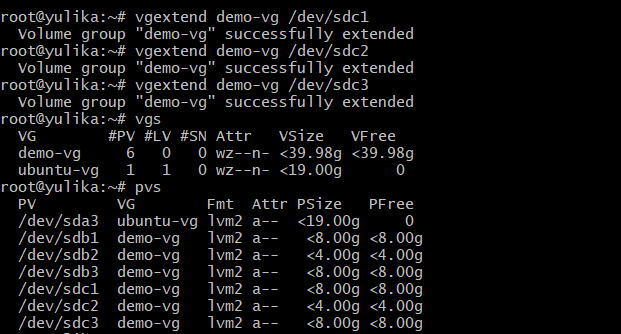 root@yulika:~# vgextend demo-vg /dev/sdc1
  Volume group "demo-vg" successfully extended
root@yulika:~# vgextend demo-vg /dev/sdc2
  Volume group "demo-vg" successfully extended
root@yulika:~# vgextend demo-vg /dev/sdc3
  Volume group "demo-vg" successfully extended
root@yulika:~# vgs
  VG        #PV #LV #SN Attr   VSize   VFree
  demo-vg     6   0   0 wz--n- <39.98g <39.98g
  ubuntu-vg   1   1   0 wz--n- <19.00g      0
root@yulika:~# pvs
  PV         VG        Fmt  Attr PSize   PFree
  /dev/sda3  ubuntu-vg lvm2 a--  <19.00g     0
  /dev/sdb1  demo-vg   lvm2 a--   <8.00g <8.00g
  /dev/sdb2  demo-vg   lvm2 a--   <4.00g <4.00g
  /dev/sdb3  demo-vg   lvm2 a--   <8.00g <8.00g
  /dev/sdc1  demo-vg   lvm2 a--   <8.00g <8.00g
  /dev/sdc2  demo-vg   lvm2 a--   <4.00g <4.00g
  /dev/sdc3  demo-vg   lvm2 a--   <8.00g <8.00g